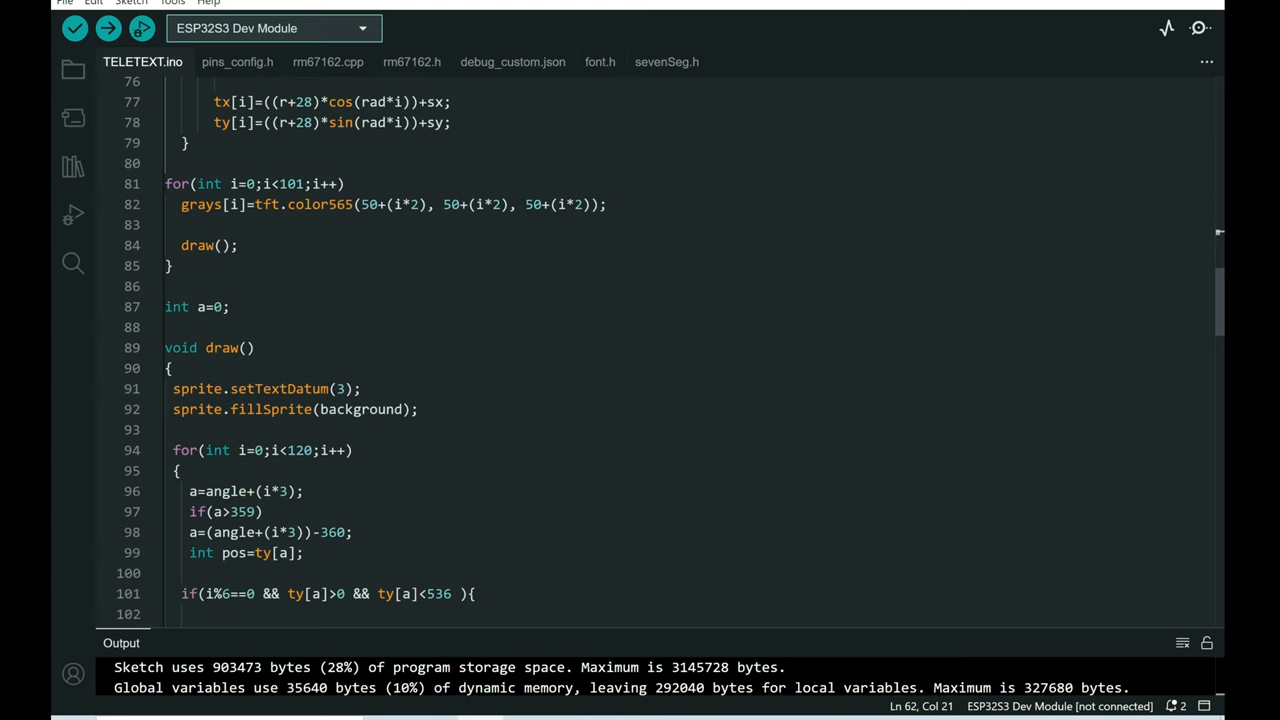 File Edit Sketch Tools Help
ESP32S3 Dev Module
TELETEXT.ino pins_config.h rm67162.cpp rm67162.h debug_custom.json font.h sevenSeg.h
76
77 tx[i]=((r+28)*cos(rad*i))+sx;
78 ty[i]=((r+28)*sin(rad*i))+sy;
79 }
80
81 for(int i=0;i<101;i++)
82 grays[i]=tft.color565(50+(i*2), 50+(i*2), 50+(i*2));
83
84 draw();
85 }
86
87 int a=0;
88
89 void draw()
90 {
91 sprite.setTextDatum(3);
92 sprite.fillSprite(background);
93
94 for(int i=0;i<120;i++)
95 {
96 a=angle+(i*3);
97 if(a>359)
98 a=(angle+(i*3))-360;
99 int pos=ty[a];
100
101 if(i%6==0 && ty[a]>0 && ty[a]<536 ){
102
Output
Sketch uses 903473 bytes (28%) of program storage space. Maximum is 3145728 bytes.
Global variables use 35640 bytes (10%) of dynamic memory, leaving 292040 bytes for local variables. Maximum is 327680 bytes.
Ln 62, Col 21 ESP32S3 Dev Module [not connected] 2